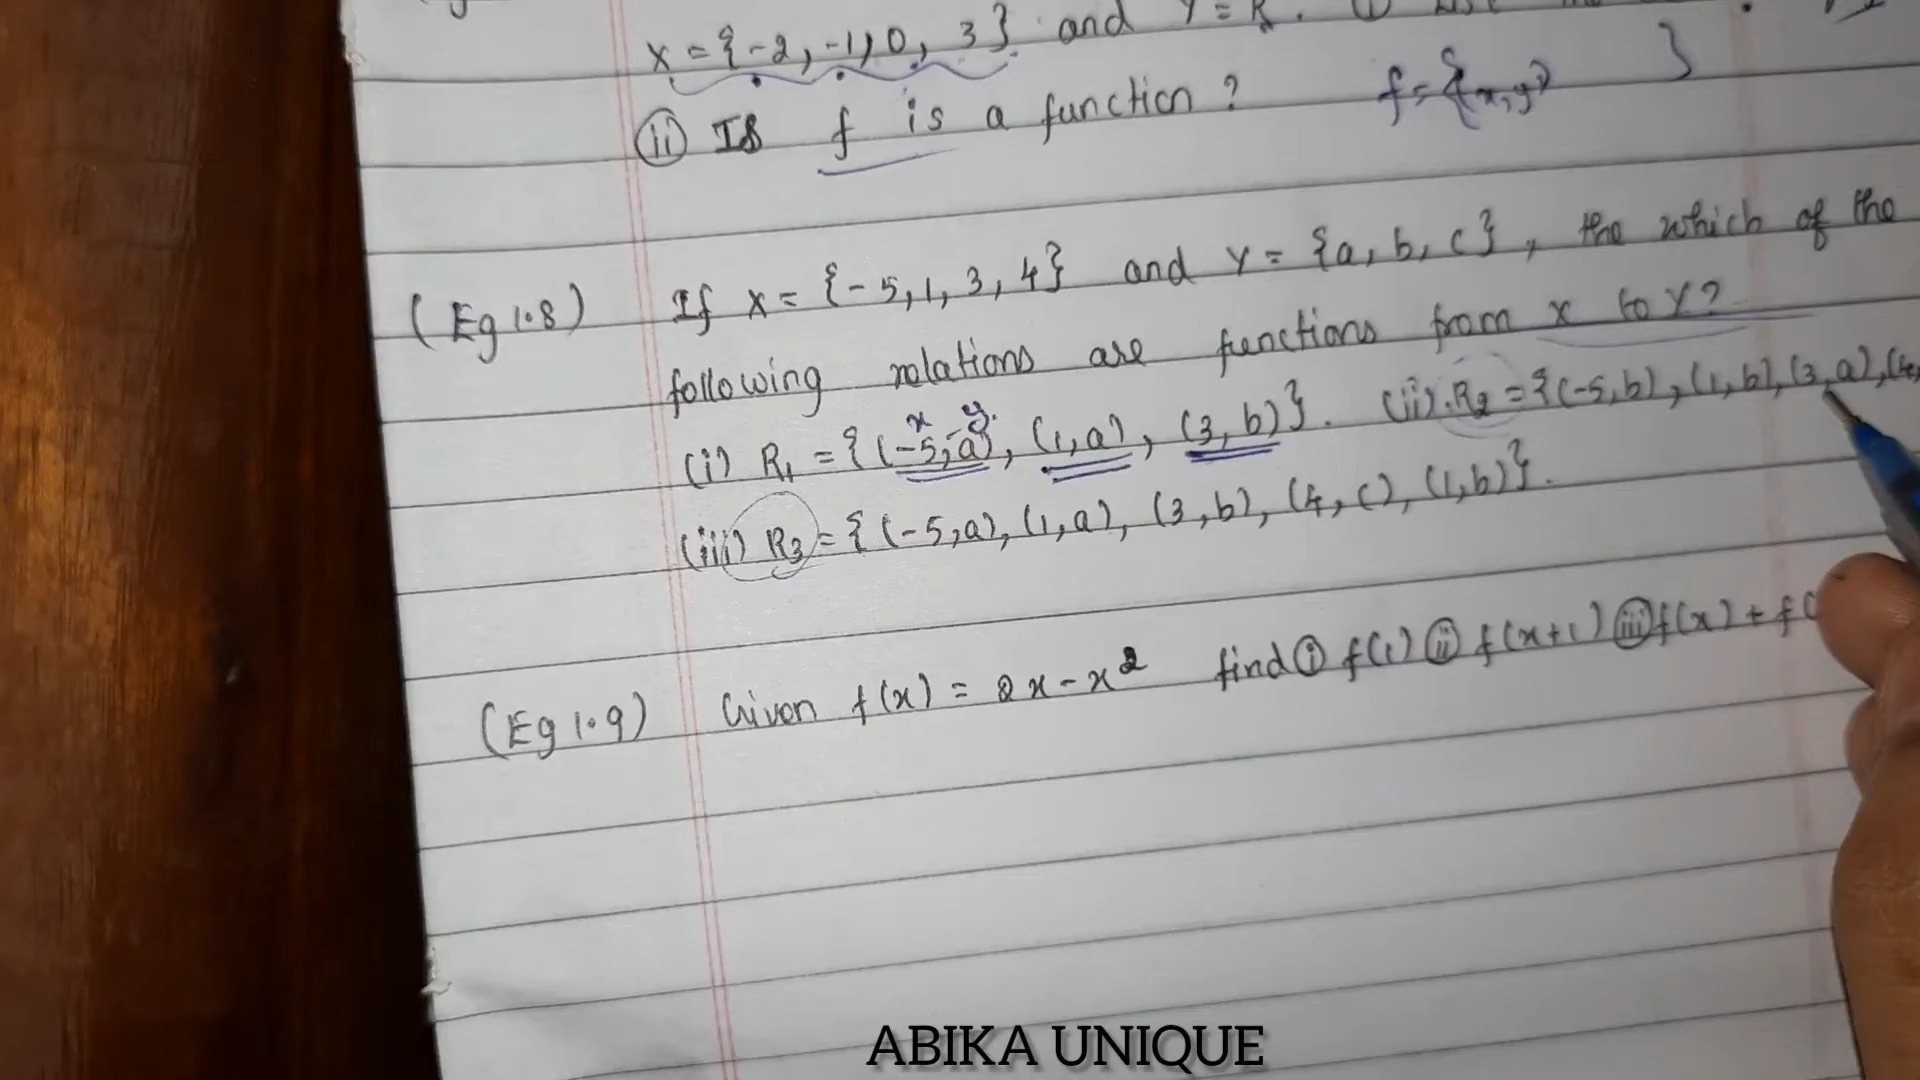 x = {-2, -1, 0, 3} and Y = R. (i)
(ii) Is f is a function? f = {(x, y) }
(Eg 1.8) If x = {-5, 1, 3, 4} and Y = {a, b, c}, the which of the
following relations are functions from x to Y?
x y
(i) R₁ = {(-5, a), (1, a), (3, b)}. (ii). R₂ = {(-5, b), (1, b), (3, a), (4,
(iii) R₃ = {(-5, a), (1, a), (3, b), (4, c), (1, b)}.
(Eg 1.9) Given f(x) = 2x - x² find (i) f(1) (ii) f(x+1) (iii) f(x) + f(
ABIKA UNIQUE